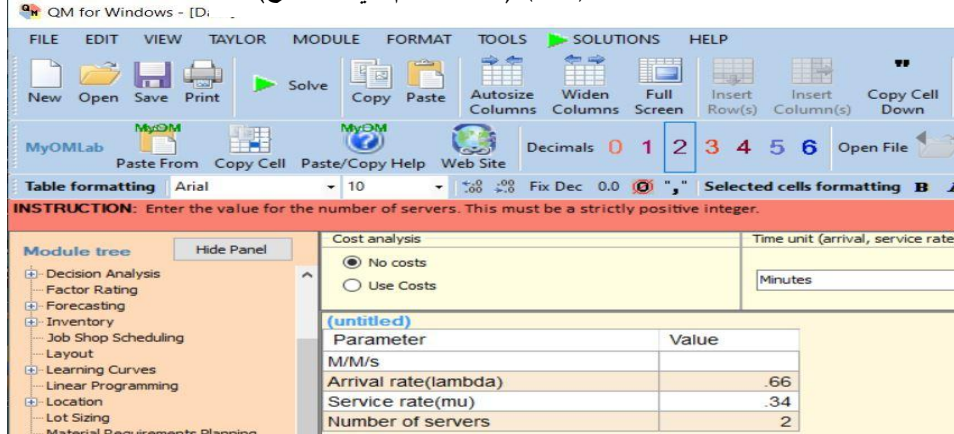 QM for Windows - [D
FILE EDIT VIEW TAYLOR MODULE FORMAT TOOLS SOLUTIONS HELP
New Open Save Print Solve Copy Paste Autosize Columns Widen Columns Full Screen Insert Row(s) Insert Column(s) Copy Cell Down
MyOMLab MyOM Paste From Copy Cell MyOM Paste/Copy Help Web Site Decimals 0 1 2 3 4 5 6 Open File
Table formatting Arial 10 Fix Dec 0.0 0 "," Selected cells formatting B
INSTRUCTION: Enter the value for the number of servers. This must be a strictly positive integer.
Module tree Hide Panel
Decision Analysis
Factor Rating
Forecasting
Inventory
Job Shop Scheduling
Layout
Learning Curves
Linear Programming
Location
Lot Sizing
Material Requirements Planning
Cost analysis
No costs
Use Costs
Time unit (arrival, service rate
Minutes
(untitled)
Parameter Value
M/M/s
Arrival rate(lambda) .66
Service rate(mu) .34
Number of servers 2